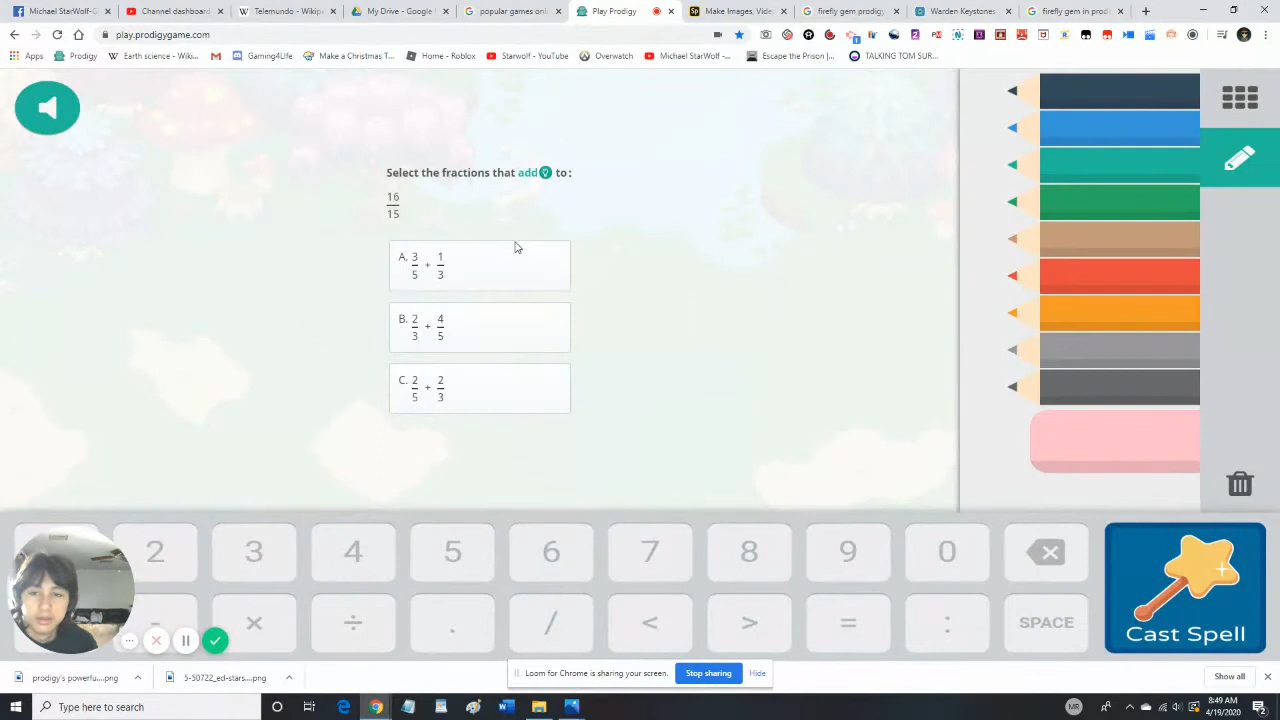 Michael StarWolf-G
Channel dashboard
Telemundo - Wikip
My Drive - Google
popular games onl
Play Prodigy
Make Images, Vide
firefly gem prodig
Warden Keystones
firefly gem in prod
play.prodigygame.com
Apps
Prodigy
Earth scienc - Wiki...
Gaming4Life
Make a Christmas T...
Home - Roblox
Starwolf - YouTube
Overwatch
Michael StarWolf -...
Escape the Prison |...
TALKING TOM SUR...
Select the fractions that add to:
16
15
A. 3/5 + 1/3
B. 2/3 + 4/5
C. 2/5 + 2/3
2 3 4 5 6 7 8 9 0
× ÷ . / < > = : SPACE
Cast Spell
prodigy's powerfu....png
5-50722_ed-stars....png
Loom for Chrome is sharing your screen.
Stop sharing
Hide
Show all
Type here to search
MR
8:49 AM
4/19/2020